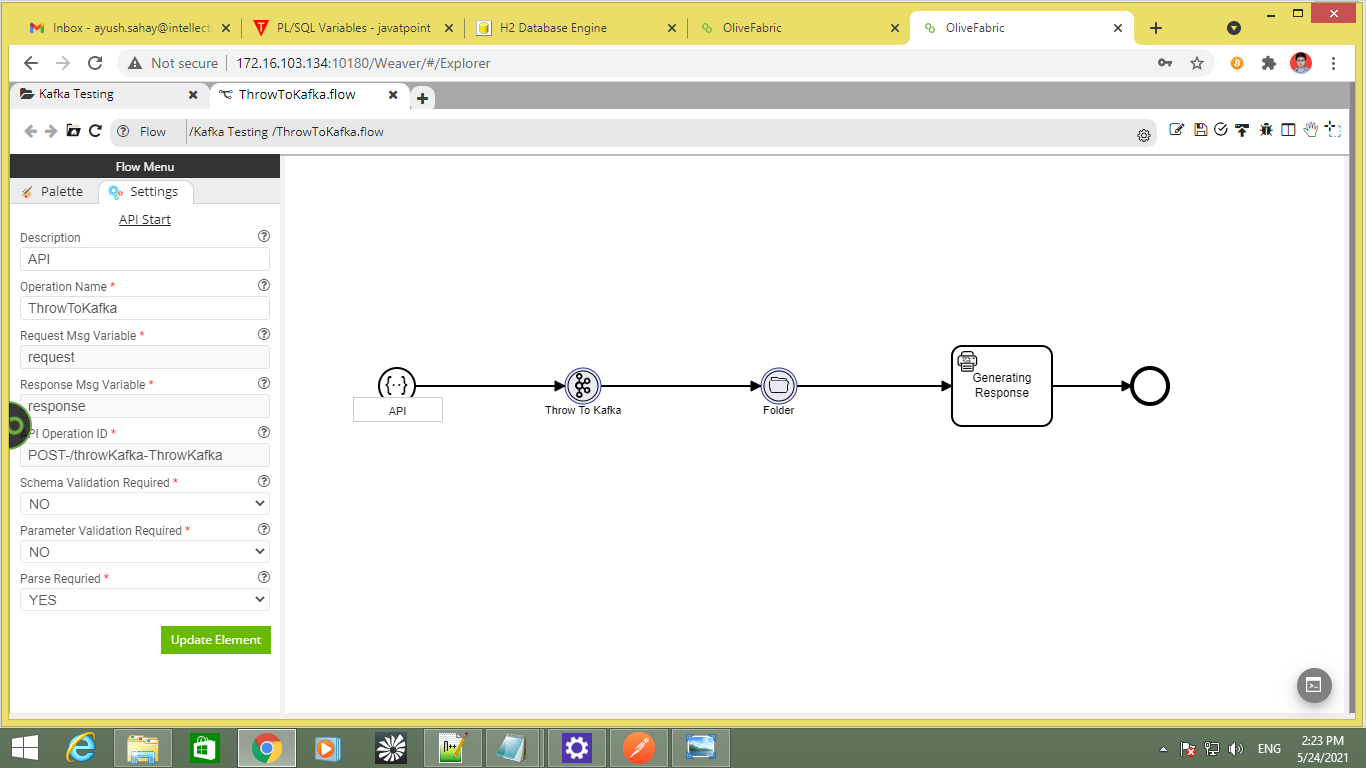 Inbox - ayush.sahay@intellect
PL/SQL Variables - javatpoint
H2 Database Engine
OliveFabric
OliveFabric
Not secure
172.16.103.134:10180/Weaver/#/Explorer
Kafka Testing
ThrowToKafka.flow
Flow
/Kafka Testing /ThrowToKafka.flow
Flow Menu
Palette
Settings
API Start
Description
API
Operation Name *
ThrowToKafka
Request Msg Variable *
request
Response Msg Variable *
response
API Operation ID *
POST-/throwKafka-ThrowKafka
Schema Validation Required *
NO
Parameter Validation Required *
NO
Parse Requried *
YES
Update Element
API
Throw To Kafka
Folder
Generating
Response
ENG
2:23 PM
5/24/2021